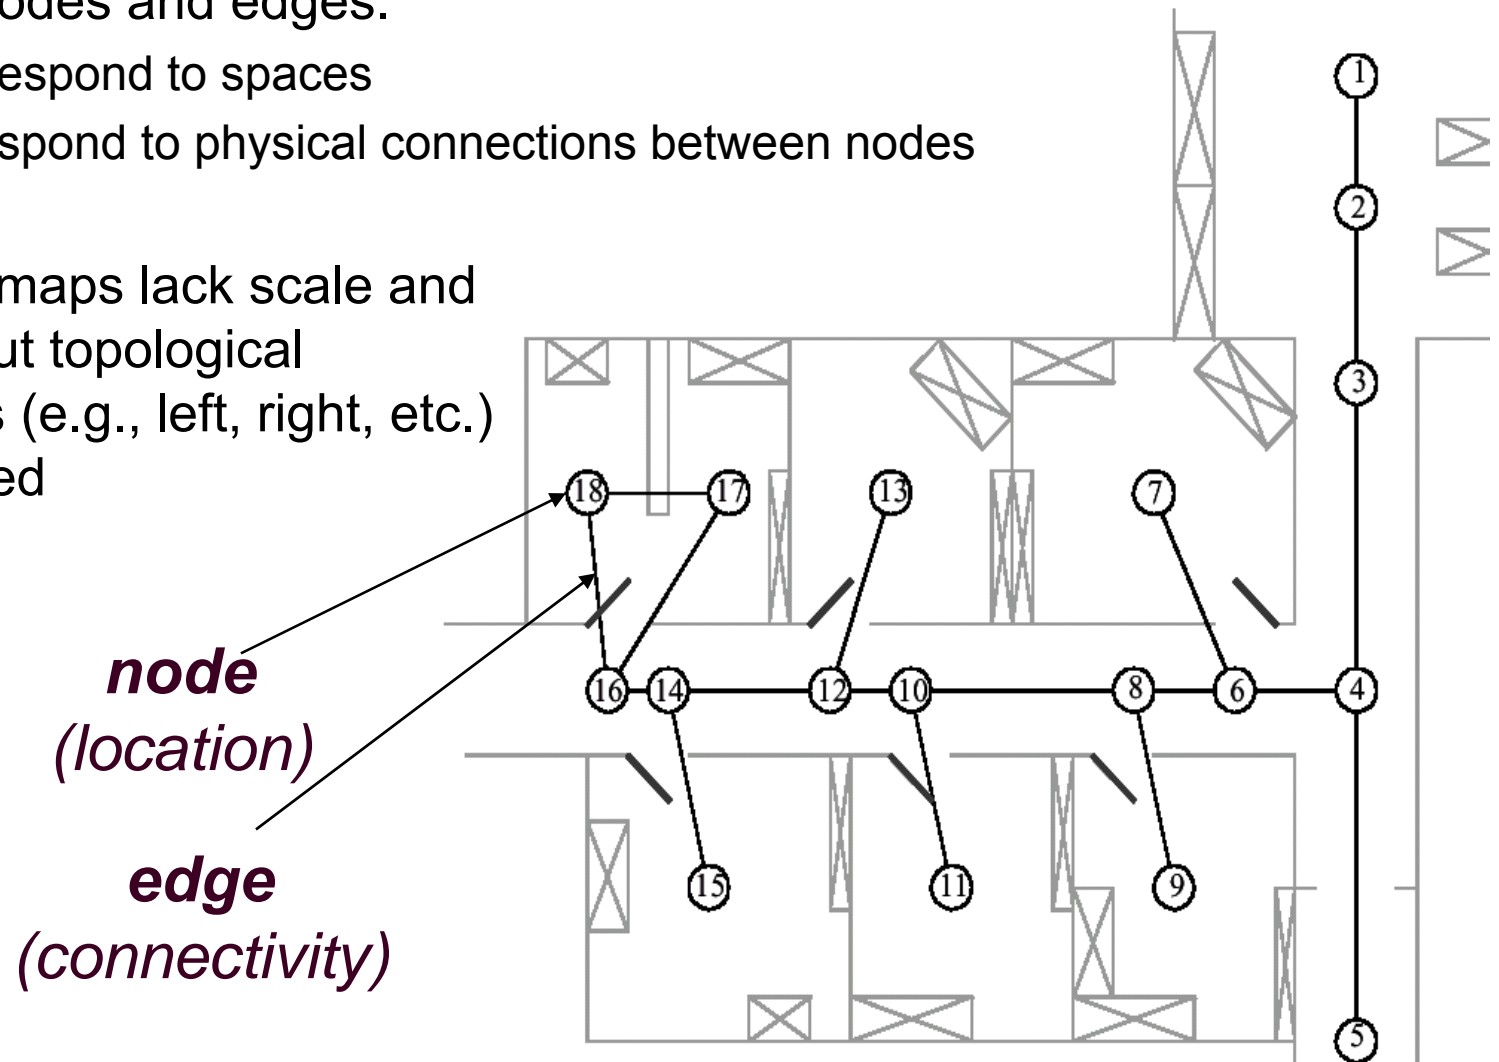 odes and edges.
espond to spaces
spond to physical connections between nodes
maps lack scale and
ut topological
s (e.g., left, right, etc.)
ed
1
2
3
18
17
13
7
node
(location)
16
14
12
10
8
6
4
edge
(connectivity)
15
11
9
5